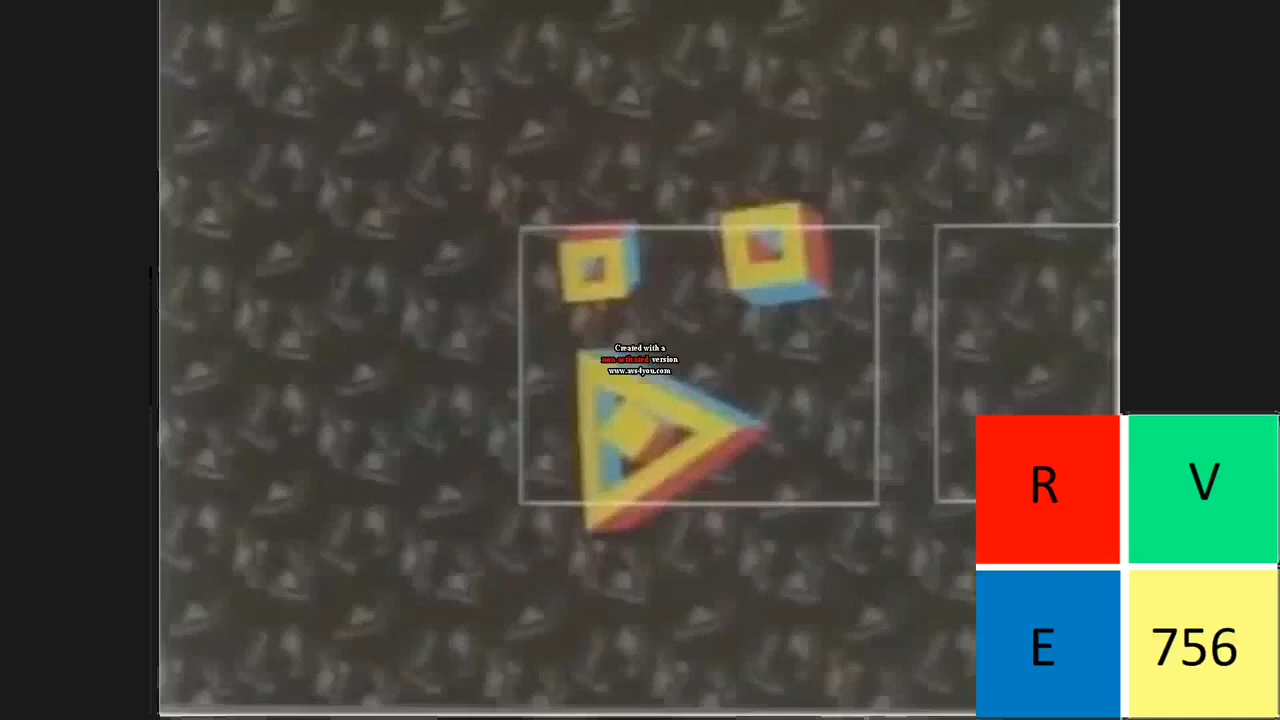 Created with a
non-activated version
www.avs4you.com
R V
E 756